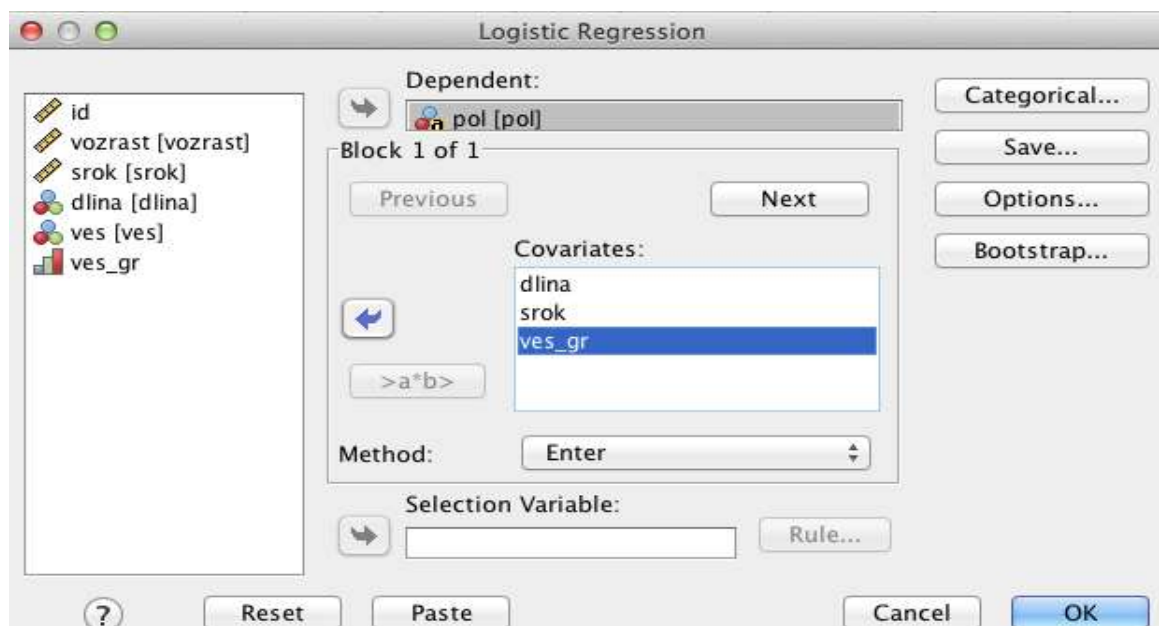 Logistic Regression
id
vozrast [vozrast]
srok [srok]
dlina [dlina]
ves [ves]
ves_gr
Dependent:
a pol [pol]
Block 1 of 1
Previous
Next
Covariates:
dlina
srok
ves_gr
>a*b>
Method:
Enter
Selection Variable:
Rule...
Categorical...
Save...
Options...
Bootstrap...
?
Reset
Paste
Cancel
OK